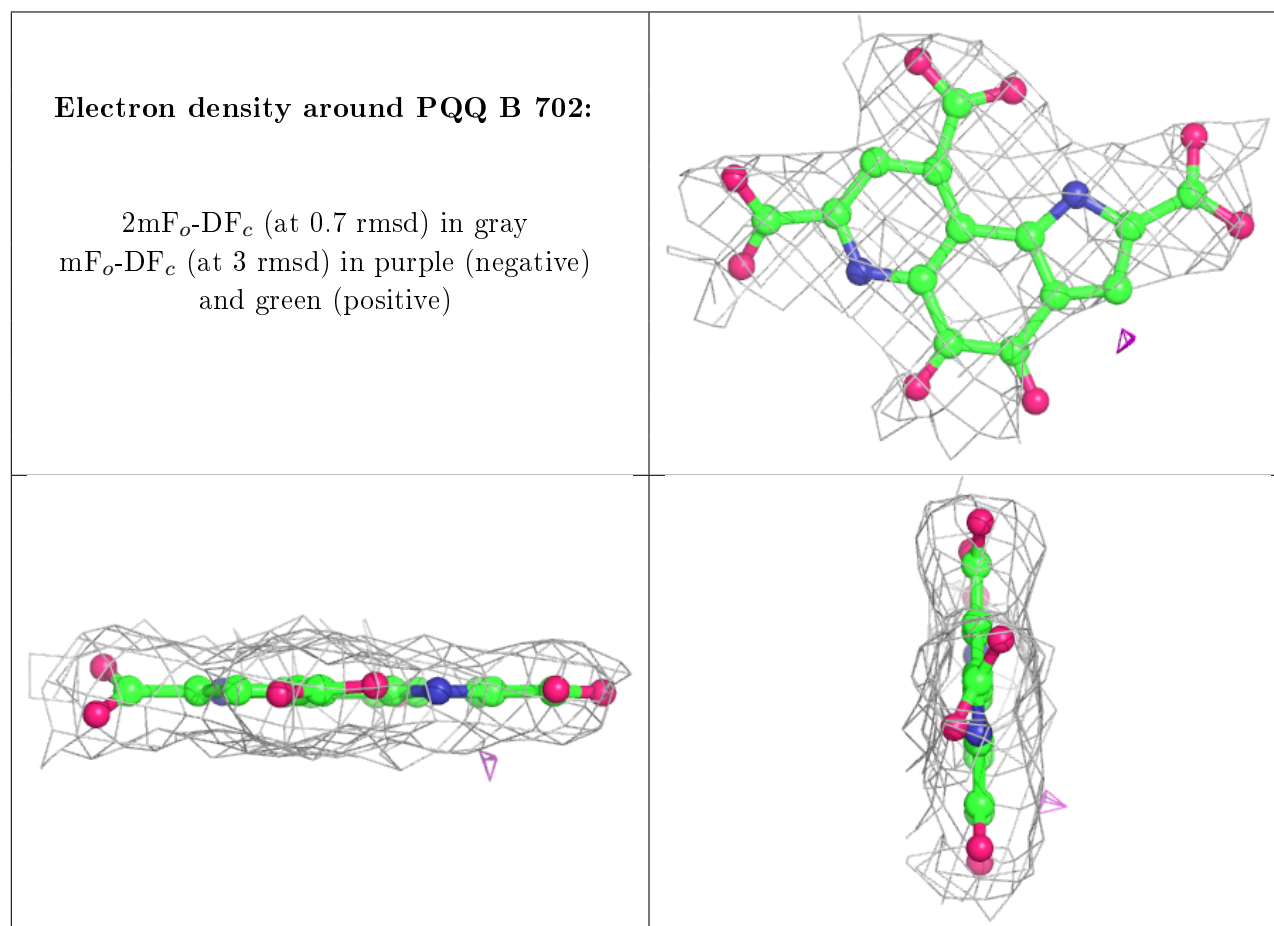 Electron density around PQQ B 702:
2mFₒ-DF𝒸 (at 0.7 rmsd) in gray
mFₒ-DF𝒸 (at 3 rmsd) in purple (negative)
and green (positive)